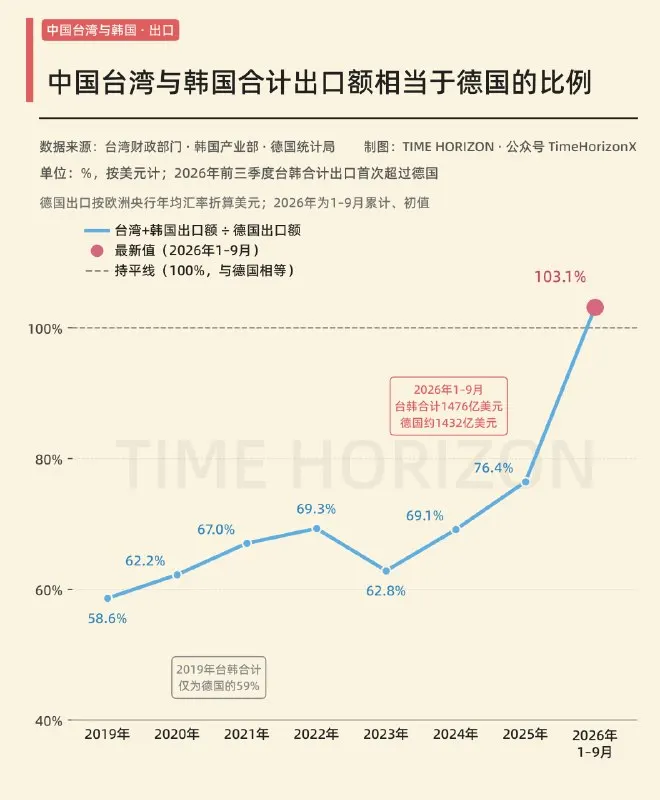 中国台湾与韩国·出口
中国台湾与韩国合计出口额相当于德国的比例
数据来源：台湾财政部门·韩国产业部·德国统计局 制图：TIME HORIZON·公众号 TimeHorizonX
单位：%，按美元计；2026年前三季度台韩合计出口首次超过德国
德国出口按欧洲央行年均汇率折算美元；2026年为1-9月累计、初值
台湾+韩国出口额÷德国出口额
最新值（2026年1-9月）
持平线（100%，与德国相等）
103.1%
100%
2026年1-9月
台韩合计1476亿美元
德国约1432亿美元
TIME HORIZON
80%
76.4%
69.3%
69.1%
67.0%
62.2%
60%
62.8%
58.6%
2019年台韩合计
仅为德国的59%
40%
2019年 2020年 2021年 2022年 2023年 2024年 2025年 2026年
1-9月